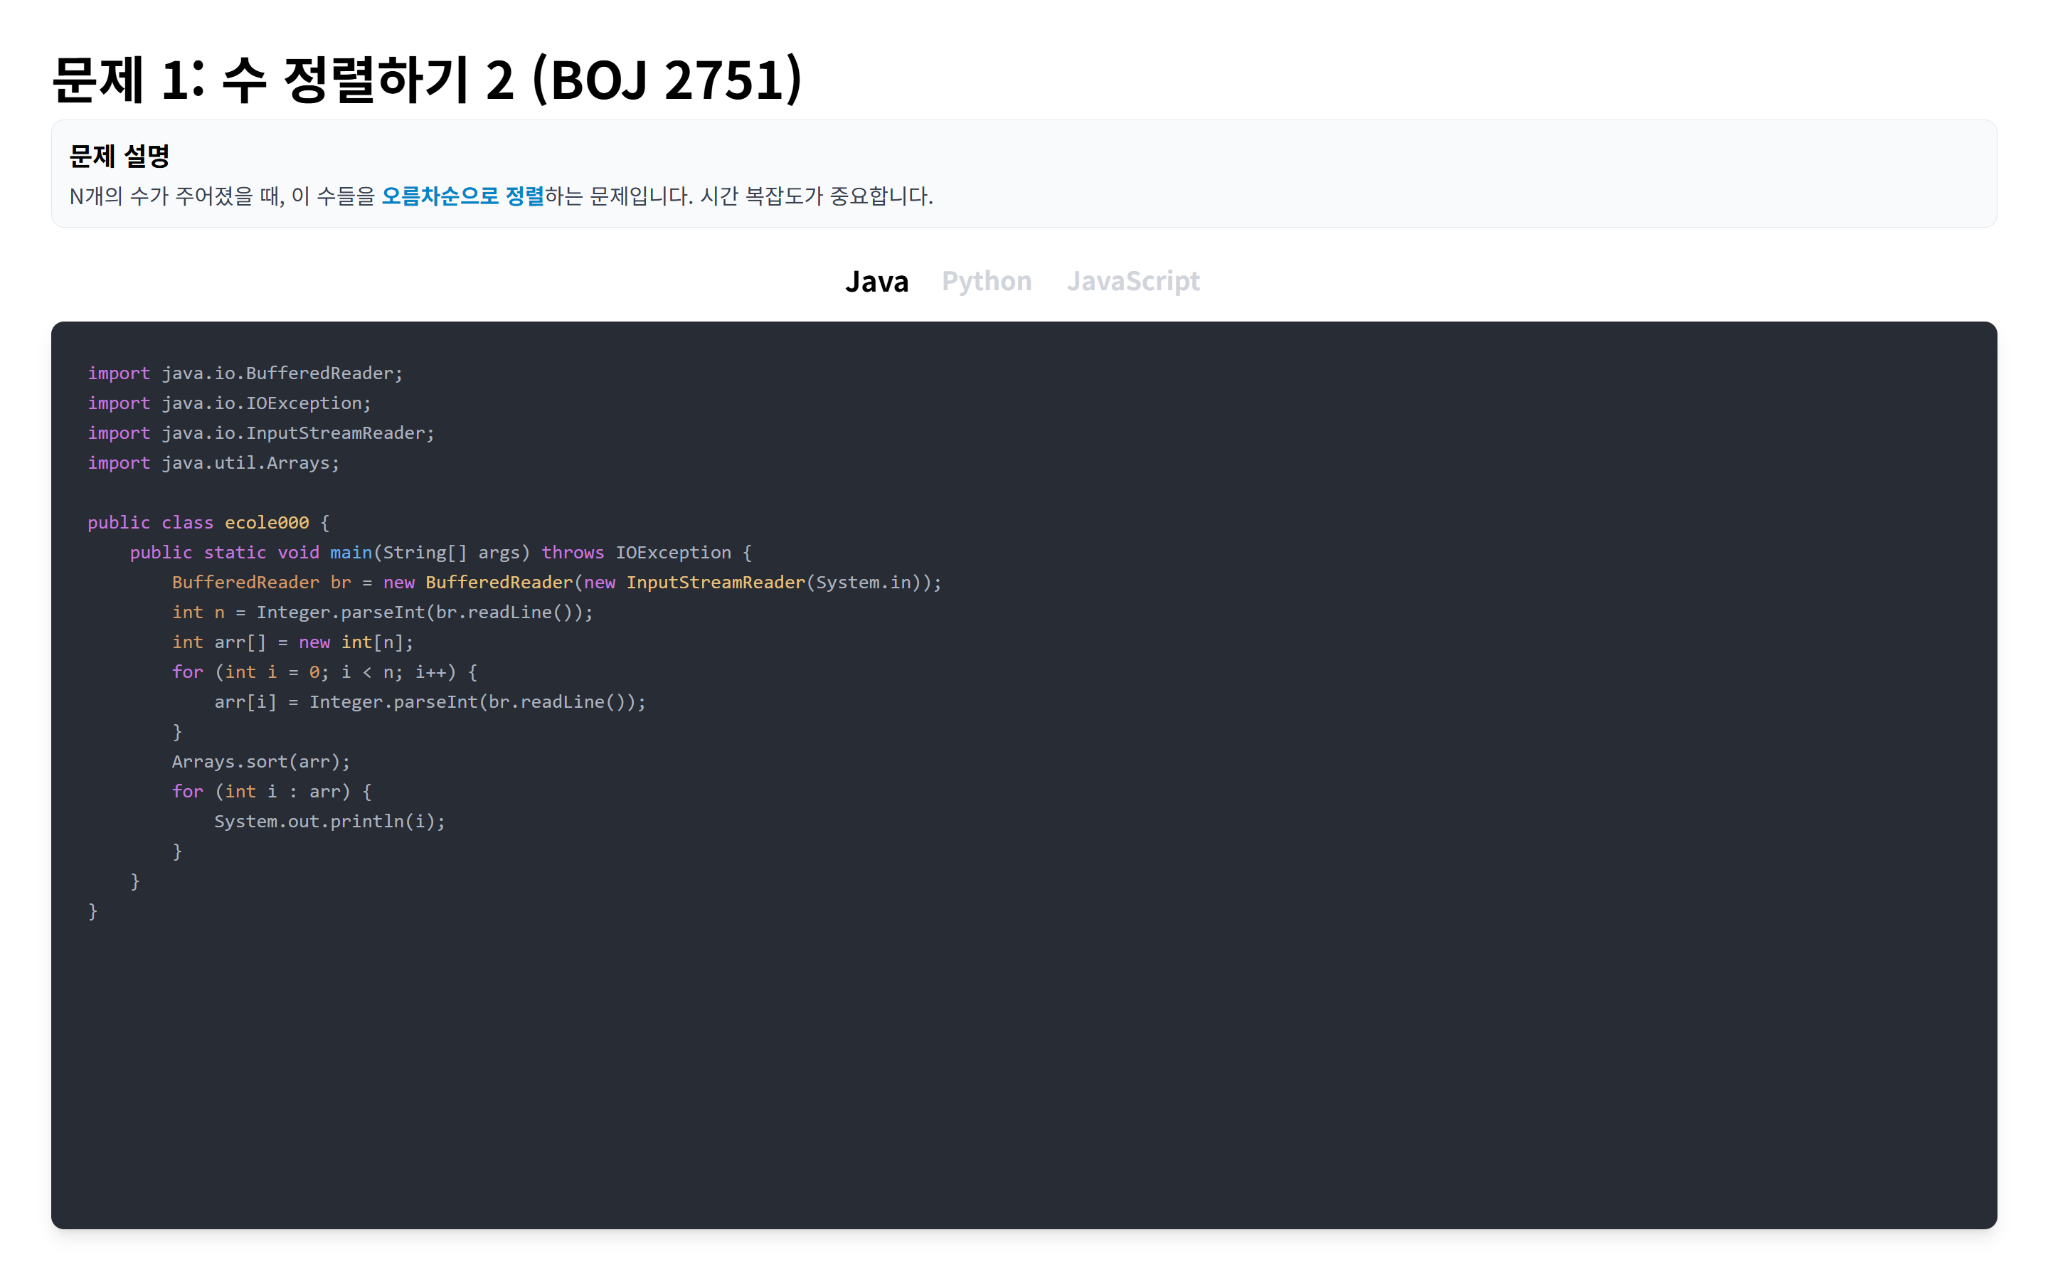 문제 1: 수 정렬하기 2 (BOJ 2751)
문제 설명
N개의 수가 주어졌을 때, 이 수들을 오름차순으로 정렬하는 문제입니다. 시간 복잡도가 중요합니다.
Java Python JavaScript
import java.io.BufferedReader;
import java.io.IOException;
import java.io.InputStreamReader;
import java.util.Arrays;

public class ecole000 {
    public static void main(String[] args) throws IOException {
        BufferedReader br = new BufferedReader(new InputStreamReader(System.in));
        int n = Integer.parseInt(br.readLine());
        int arr[] = new int[n];
        for (int i = 0; i < n; i++) {
            arr[i] = Integer.parseInt(br.readLine());
        }
        Arrays.sort(arr);
        for (int i : arr) {
            System.out.println(i);
        }
    }
}